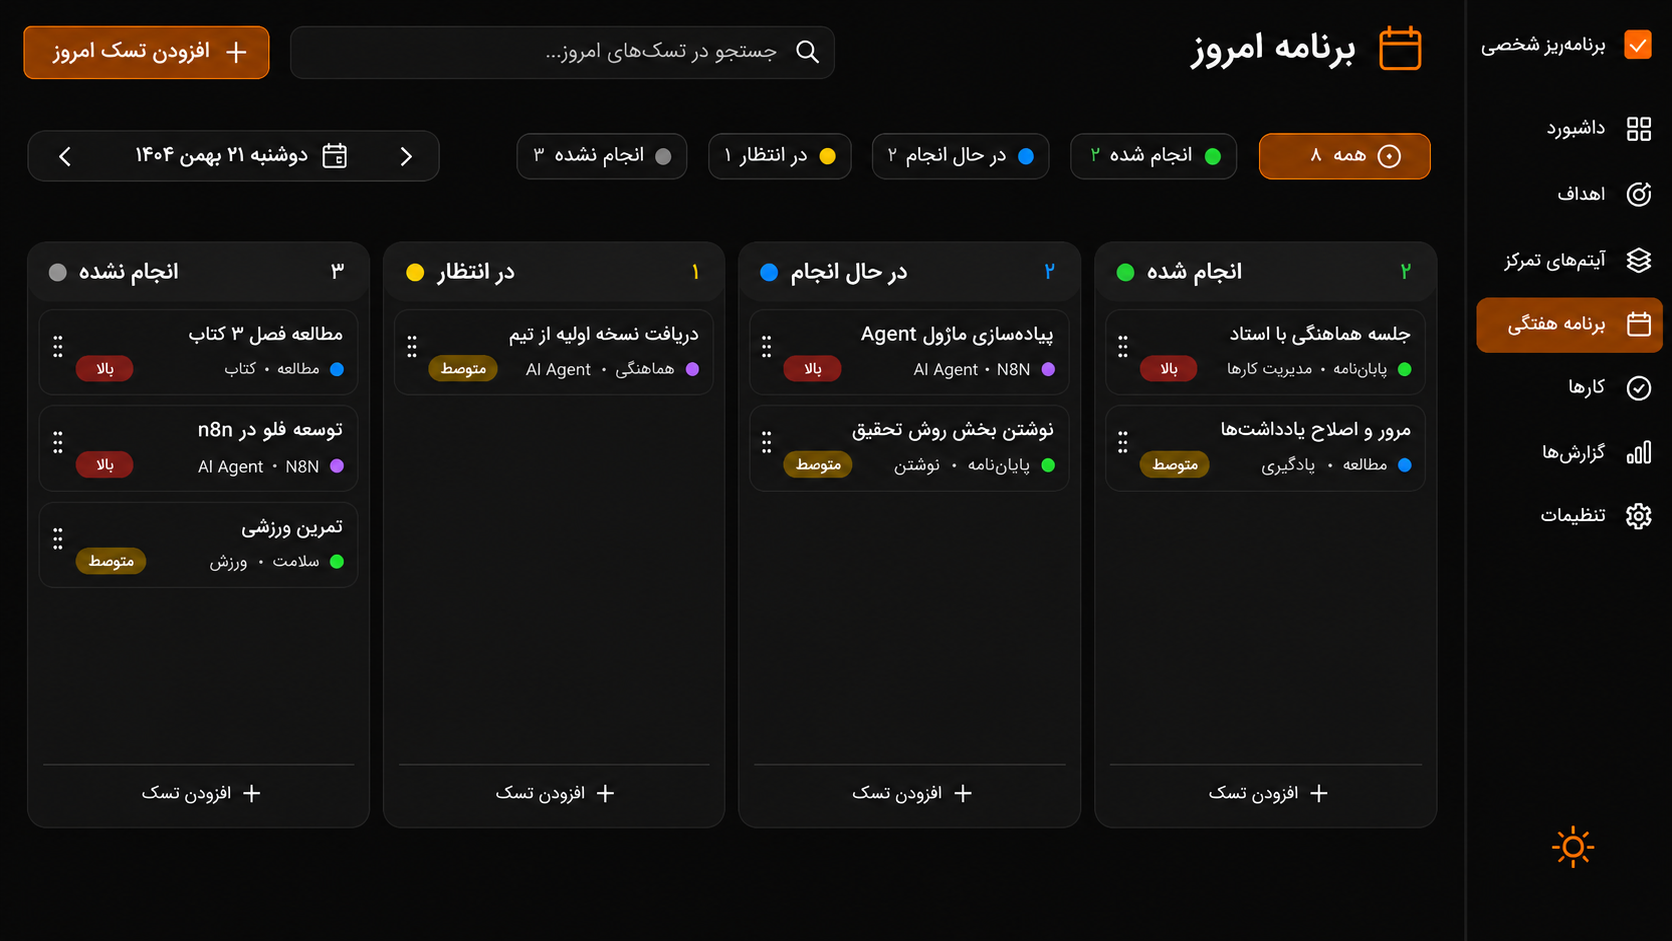 برنامه‌ریز شخصی
داشبورد
اهداف
آیتم‌های تمرکز
برنامه هفتگی
کارها
گزارش‌ها
تنظیمات
برنامه امروز
جستجو در تسک‌های امروز...
افزودن تسک امروز
همه ۸
انجام شده ۲
در حال انجام ۲
در انتظار ۱
انجام نشده ۳
دوشنبه ۲۱ بهمن ۱۴۰۴
انجام شده ۲
جلسه هماهنگی با استاد
پابان‌نامه • مدیریت کارها بالا
مرور و اصلاح یادداشت‌ها
مطالعه • پادگیری متوسط
افزودن تسک
در حال انجام ۲
پیاده‌سازی ماژول Agent
AI Agent • N8N بالا
نوشتن بخش روش تحقیق
پایان‌نامه • نوشتن متوسط
افزودن تسک
در انتظار ۱
دریافت نسخه اولیه از تیم
هماهنگی • AI Agent متوسط
افزودن تسک
انجام نشده ۳
مطالعه فصل ۳ کتاب
مطالعه • کتاب بالا
توسعه فلو در n8n
AI Agent • N8N بالا
تمرین ورزشی
سلامت • ورزش متوسط
افزودن تسک